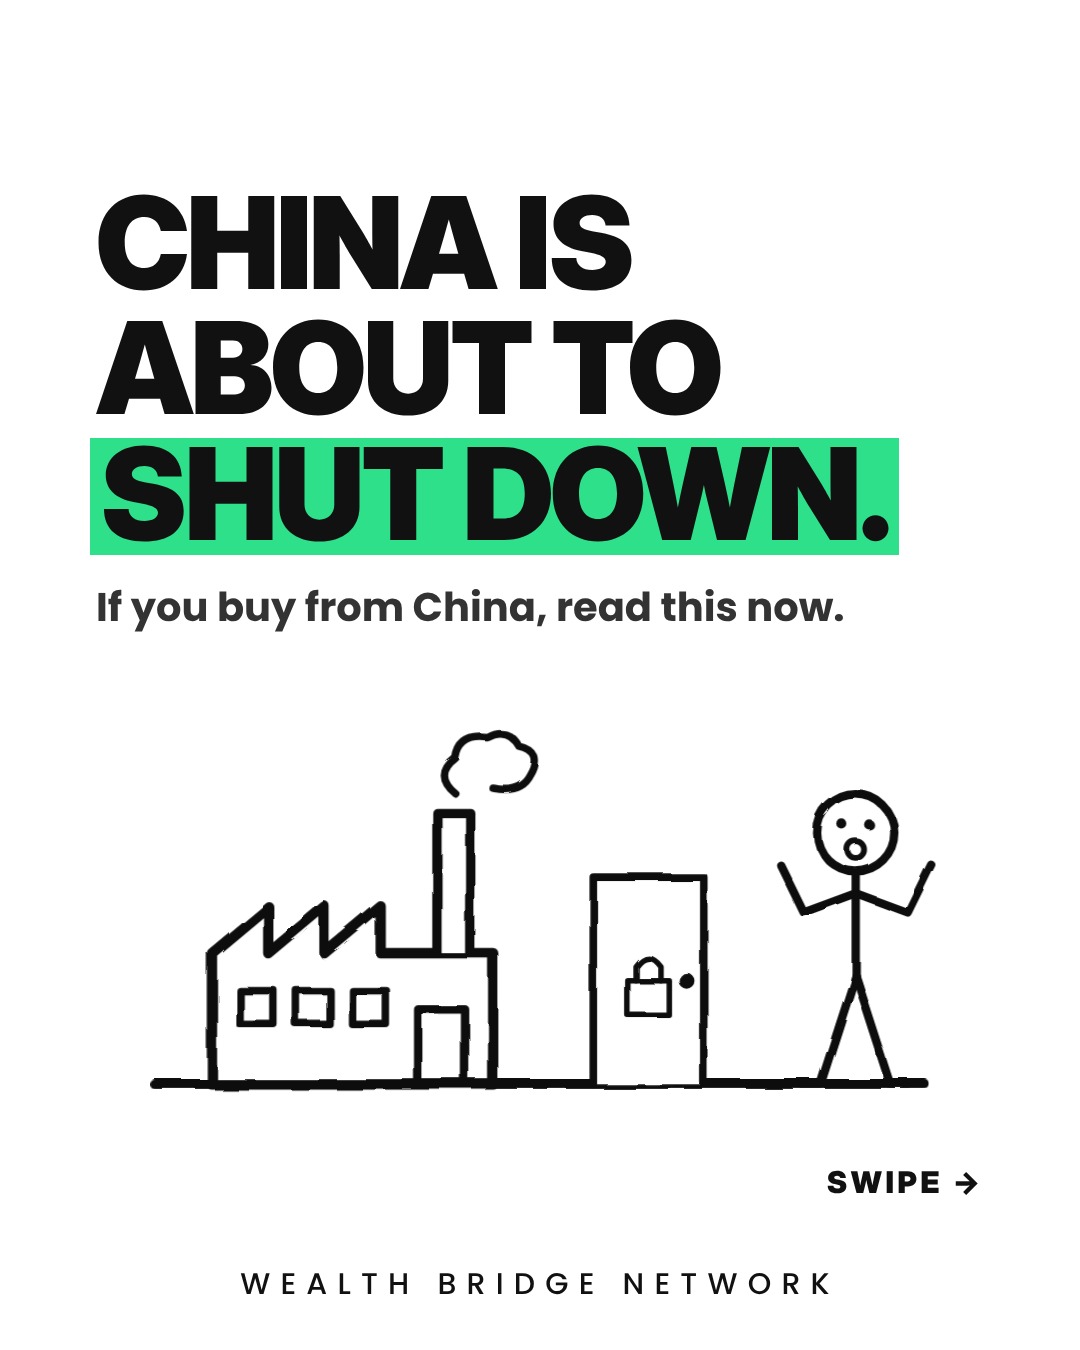 CHINA IS
ABOUT TO
SHUT DOWN.
If you buy from China, read this now.
SWIPE →
WEALTH BRIDGE NETWORK